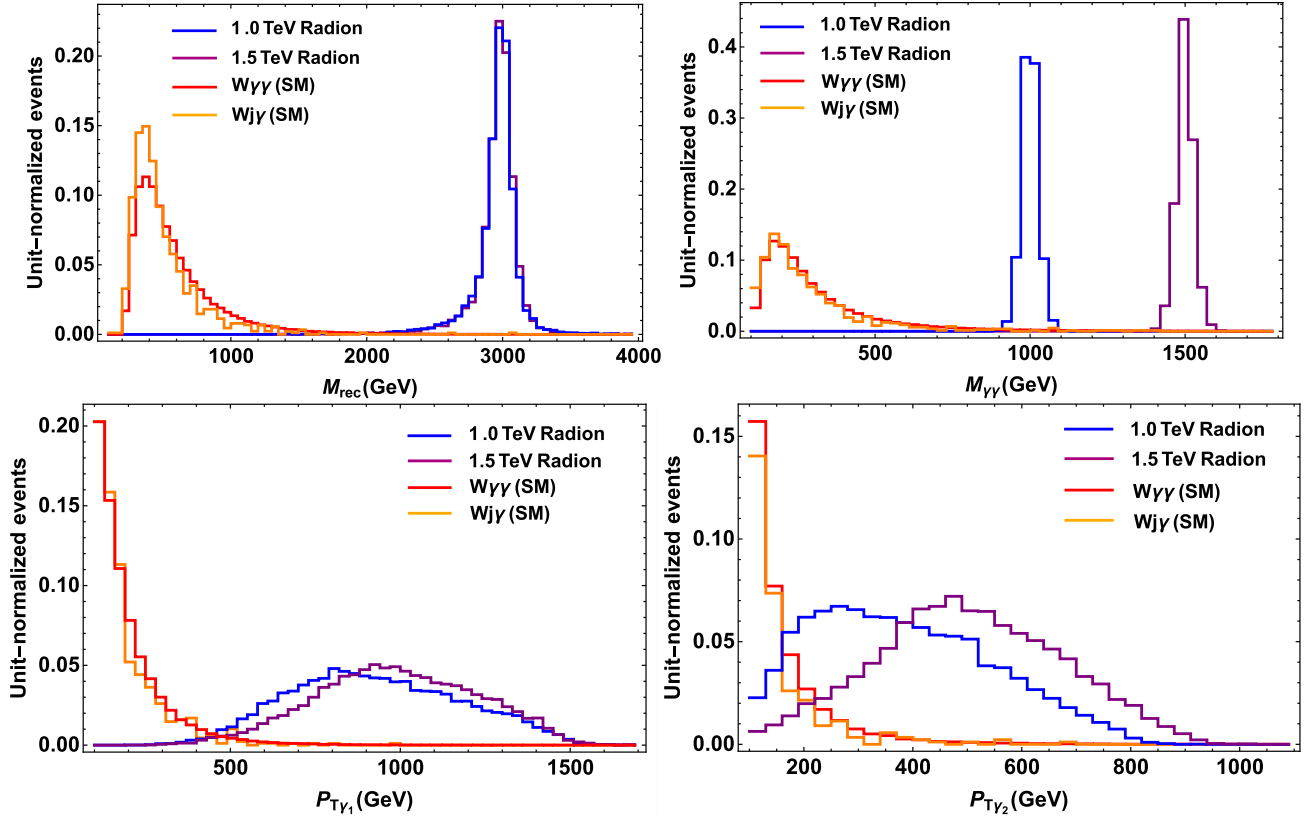 1.0 TeV Radion
1.5 TeV Radion
Wγγ (SM)
Wjγ (SM)
Unit−normalized events
0.20
0.15
0.10
0.05
0.00
1000 2000 3000 4000
M_rec (GeV)
1.0 TeV Radion
1.5 TeV Radion
Wγγ (SM)
Wjγ (SM)
Unit−normalized events
0.4
0.3
0.2
0.1
0.0
500 1000 1500
M_γγ (GeV)
1.0 TeV Radion
1.5 TeV Radion
Wγγ (SM)
Wjγ (SM)
Unit−normalized events
0.20
0.15
0.10
0.05
0.00
500 1000 1500
P_Tγ₁ (GeV)
1.0 TeV Radion
1.5 TeV Radion
Wγγ (SM)
Wjγ (SM)
Unit−normalized events
0.15
0.10
0.05
0.00
200 400 600 800 1000
P_Tγ₂ (GeV)